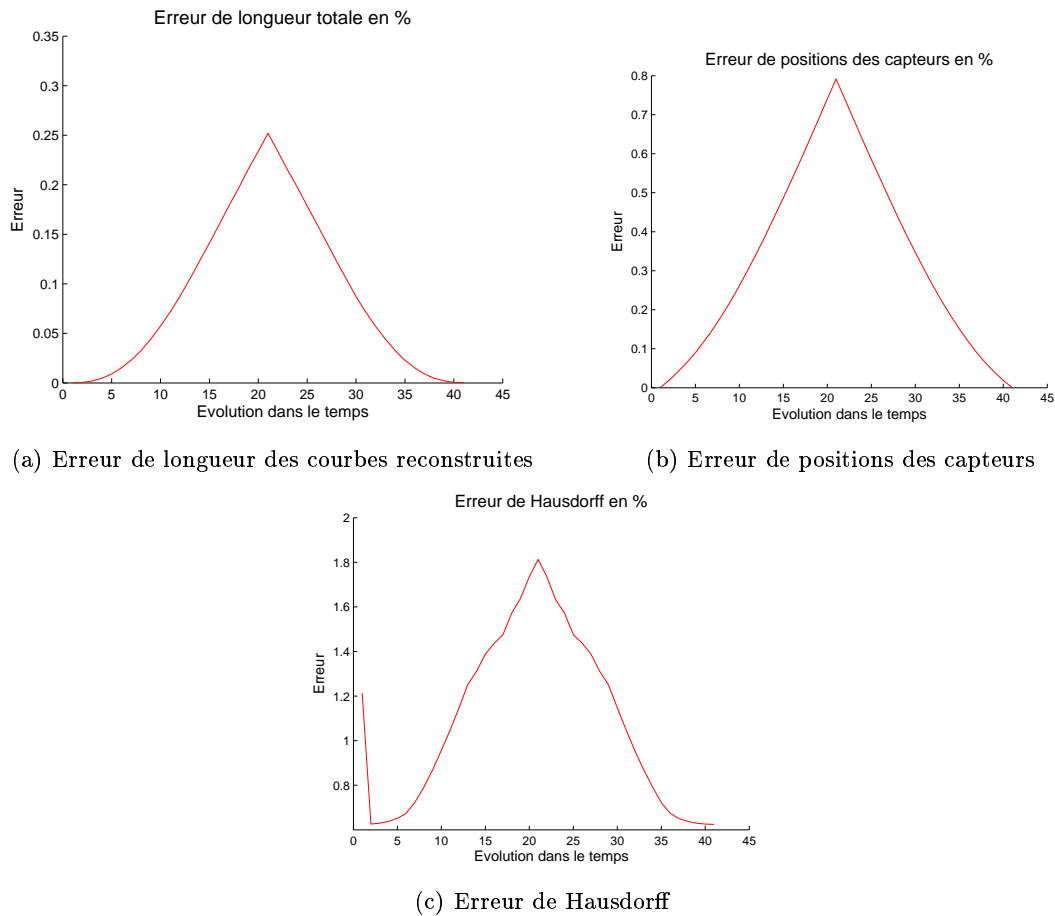 Erreur de longueur totale en %
0.35
0.3
0.25
0.2
0.15
0.1
0.05
0
Erreur
0 5 10 15 20 25 30 35 40 45
Evolution dans le temps
(a) Erreur de longueur des courbes reconstruites
Erreur de positions des capteurs en %
0.8
0.7
0.6
0.5
0.4
0.3
0.2
0.1
0
Erreur
0 5 10 15 20 25 30 35 40 45
Evolution dans le temps
(b) Erreur de positions des capteurs
Erreur de Hausdorff en %
2
1.8
1.6
1.4
1.2
1
0.8
Erreur
0 5 10 15 20 25 30 35 40 45
Evolution dans le temps
(c) Erreur de Hausdorff